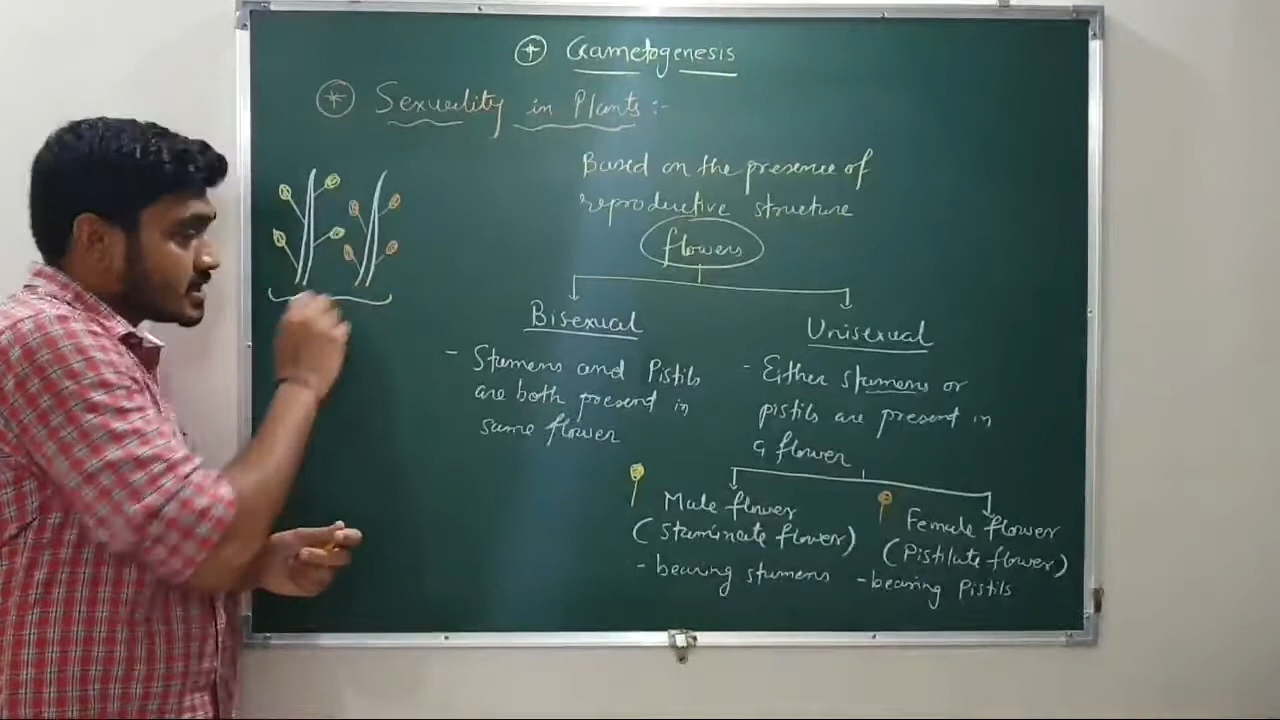 Gametogenesis
Sexuality in Plants :-
Based on the presence of
reproductive structure
flowers
Bisexual
- Stamens and Pistils
are both present in
same flower
Unisexual
- Either stamens or
pistils are present in
a flower
Male flower
(Staminate flower)
- bearing stamens
Female flower
(Pistilate flower)
- bearing Pistils